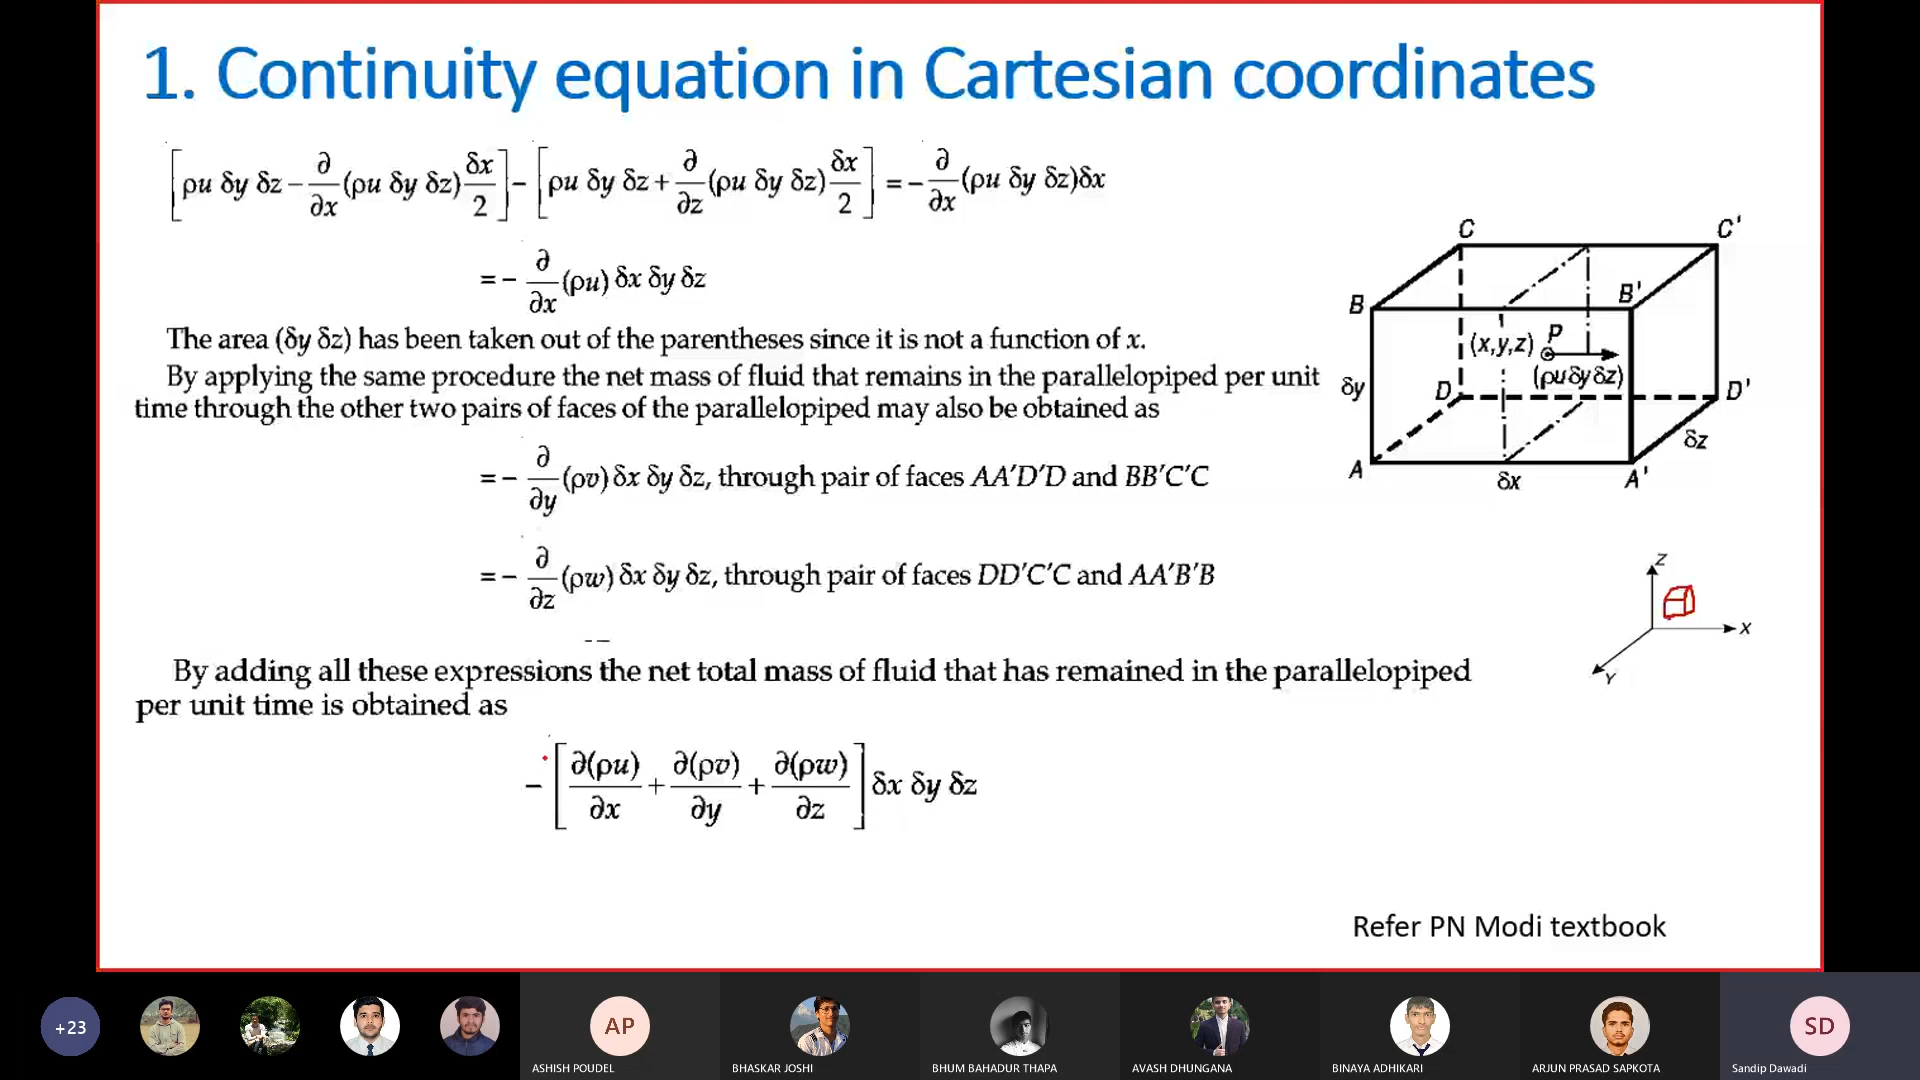 1. Continuity equation in Cartesian coordinates
[ρu δy δz − ∂/∂x (ρu δy δz) δx/2] − [ρu δy δz + ∂/∂z (ρu δy δz) δx/2] = − ∂/∂x (ρu δy δz)δx
= − ∂/∂x (ρu) δx δy δz
The area (δy δz) has been taken out of the parentheses since it is not a function of x.
By applying the same procedure the net mass of fluid that remains in the parallelopiped per unit
time through the other two pairs of faces of the parallelopiped may also be obtained as
= − ∂/∂y (ρv) δx δy δz, through pair of faces AA′D′D and BB′C′C
= − ∂/∂z (ρw) δx δy δz, through pair of faces DD′C′C and AA′B′B
By adding all these expressions the net total mass of fluid that has remained in the parallelopiped
per unit time is obtained as
− [∂(ρu)/∂x + ∂(ρv)/∂y + ∂(ρw)/∂z] δx δy δz
C C'
B B'
(x,y,z) P
(ρuδyδz)
δy D D'
δz
A δx A'
Z
X
Y
Refer PN Modi textbook
+23
AP
SD
ASHISH POUDEL
BHASKAR JOSHI
BHUM BAHADUR THAPA
AVASH DHUNGANA
BINAYA ADHIKARI
ARJUN PRASAD SAPKOTA
Sandip Dawadi